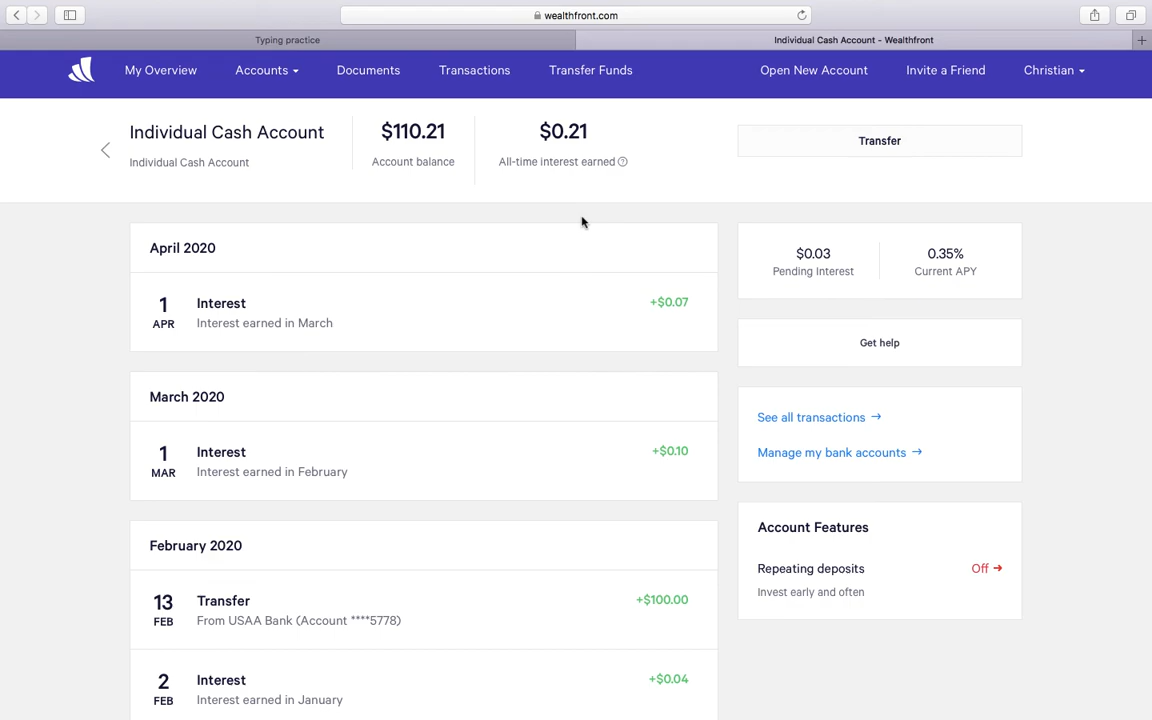 wealthfront.com
Typing practice
Individual Cash Account - Wealthfront
My Overview
Accounts
Documents
Transactions
Transfer Funds
Open New Account
Invite a Friend
Christian
Individual Cash Account
Individual Cash Account
$110.21
Account balance
$0.21
All-time interest earned
Transfer
April 2020
1
APR
Interest
Interest earned in March
+$0.07
March 2020
1
MAR
Interest
Interest earned in February
+$0.10
February 2020
13
FEB
Transfer
From USAA Bank (Account ****5778)
+$100.00
2
FEB
Interest
Interest earned in January
+$0.04
$0.03
Pending Interest
0.35%
Current APY
Get help
See all transactions →
Manage my bank accounts →
Account Features
Repeating deposits
Off →
Invest early and often